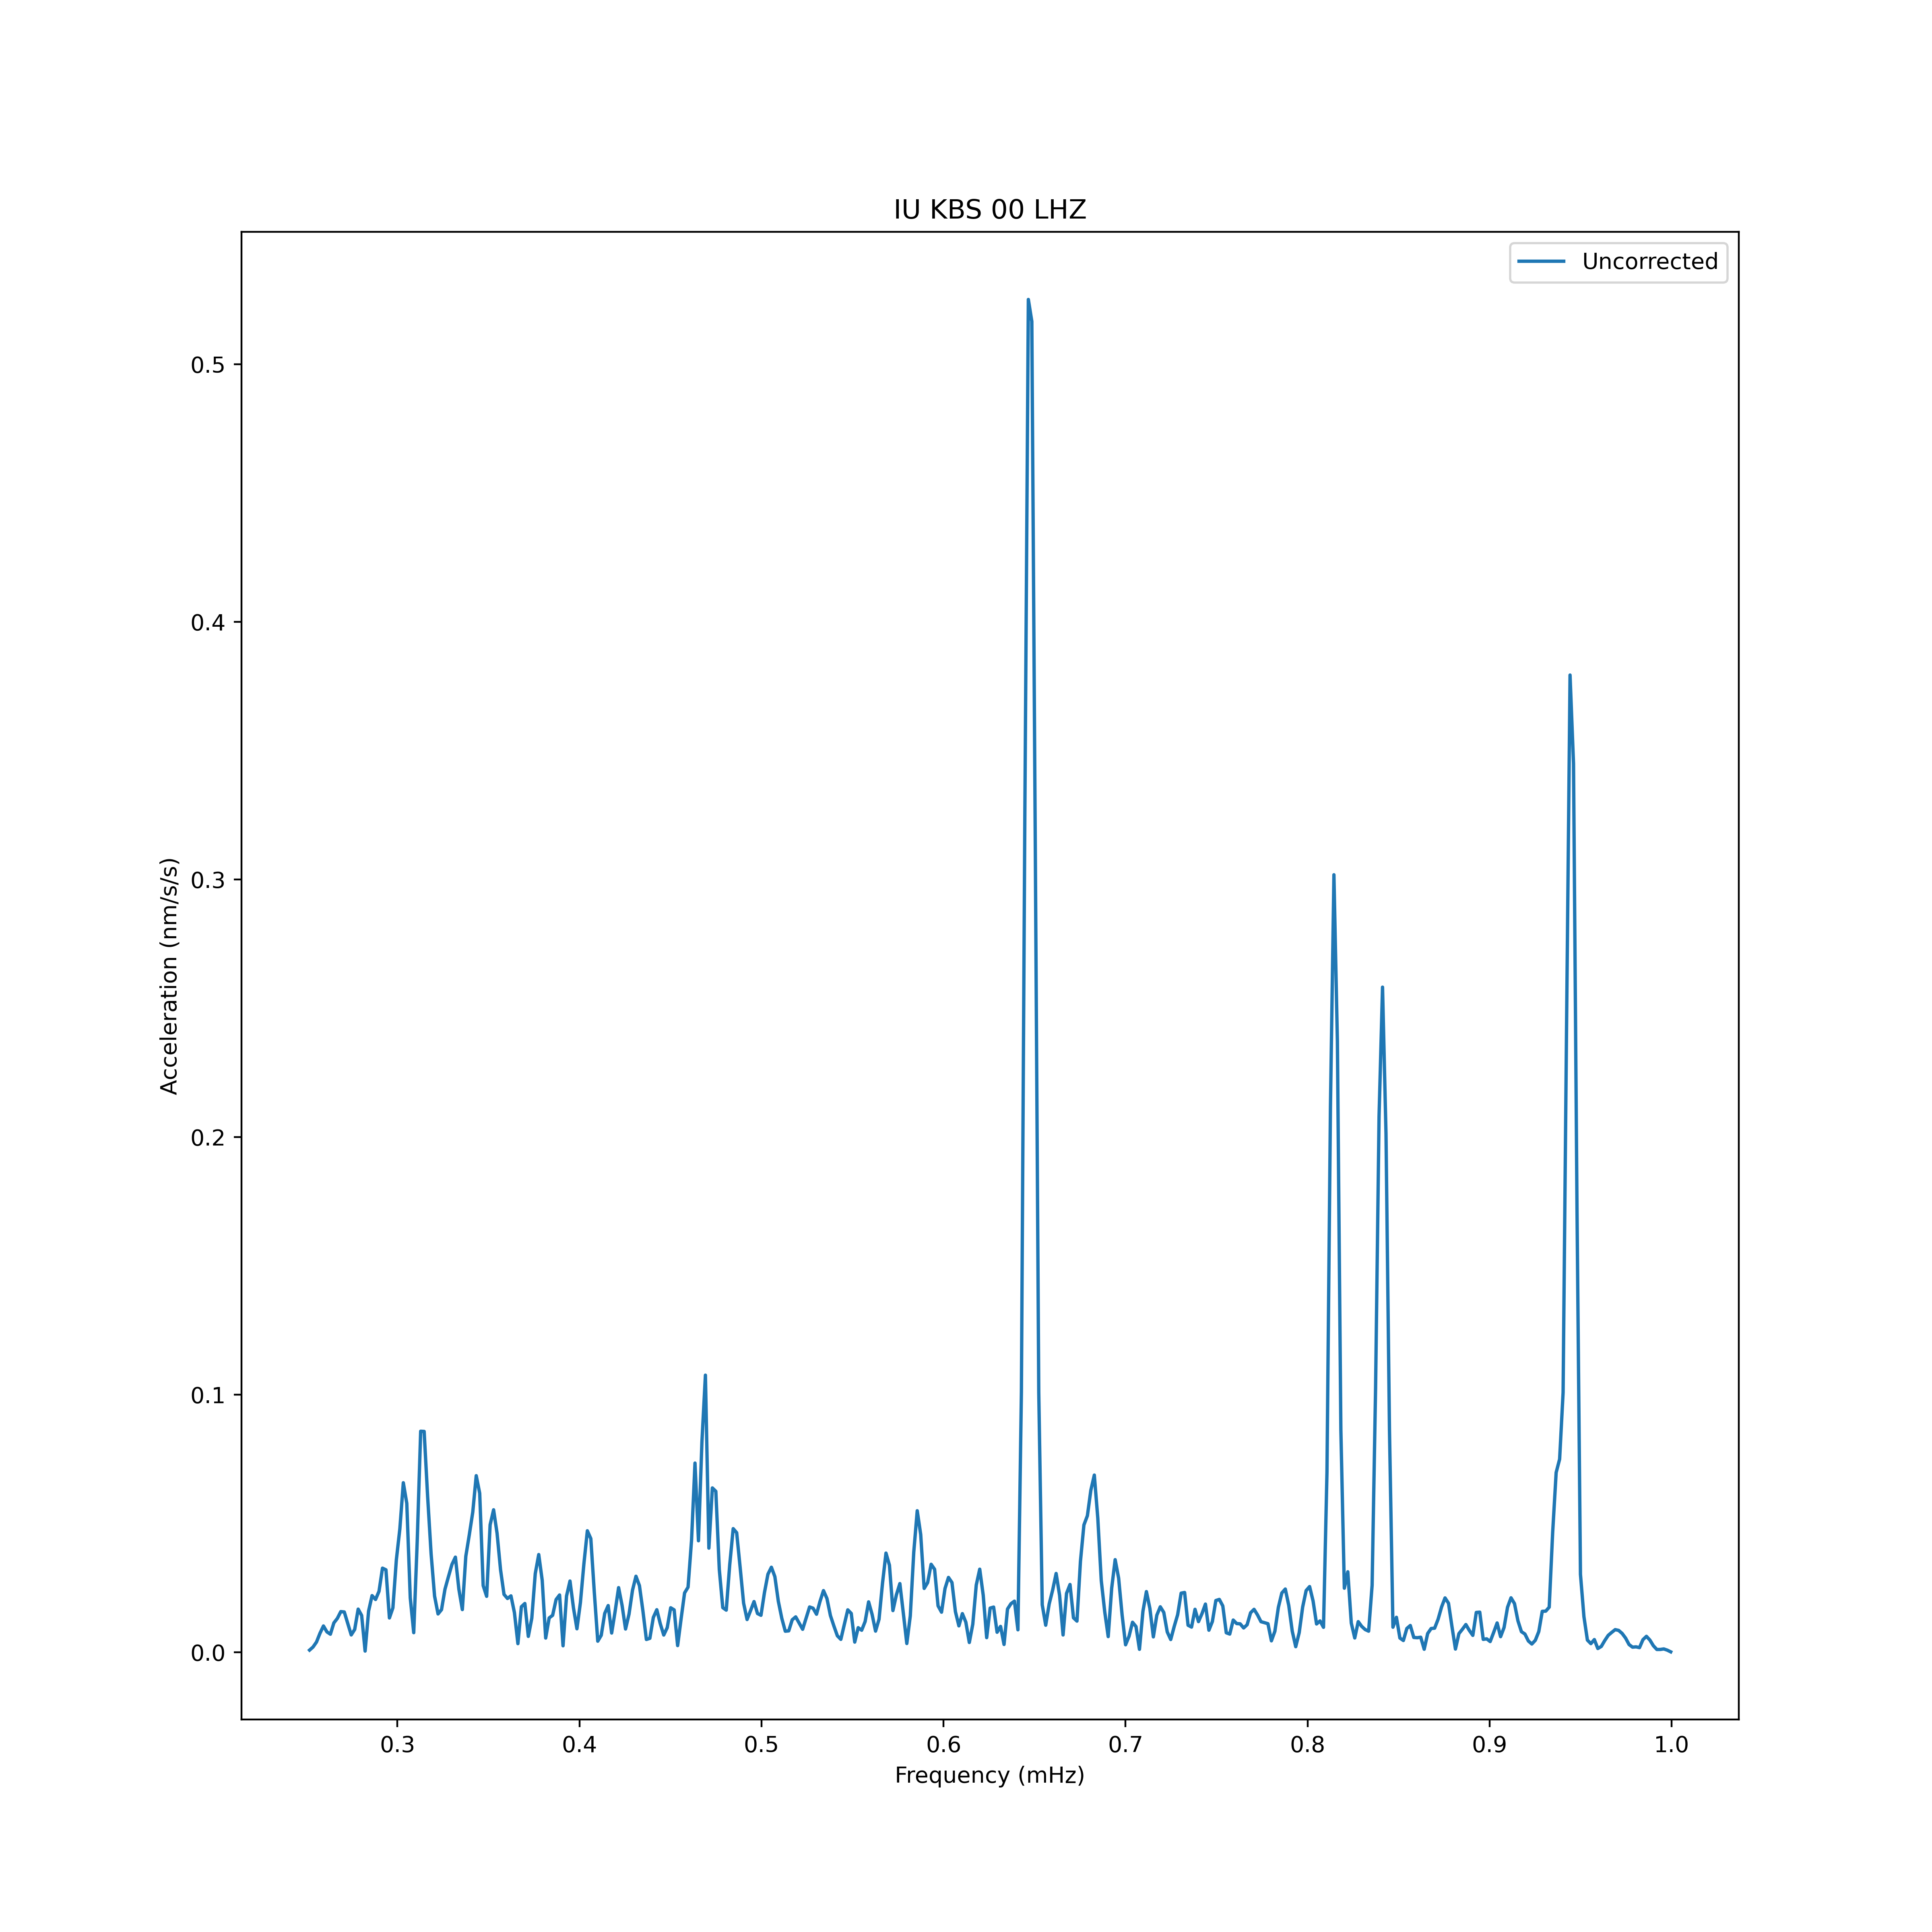 IU KBS 00 LHZ
Uncorrected
0.5
0.4
0.3
0.2
0.1
0.0
Acceleration (nm/s/s)
0.3 0.4 0.5 0.6 0.7 0.8 0.9 1.0
Frequency (mHz)